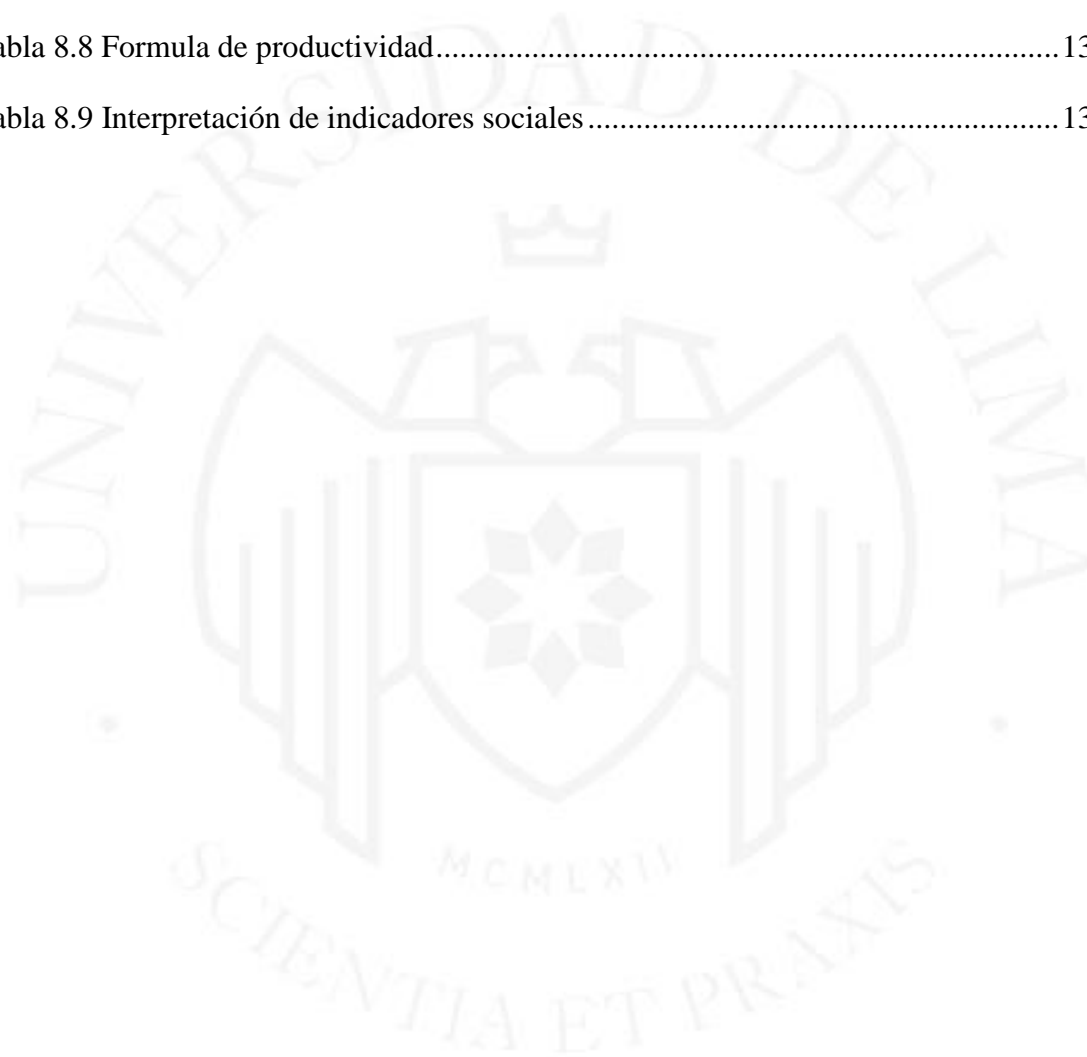 abla 8.8 Formula de productividad.......................................................................................13
abla 8.9 Interpretación de indicadores sociales.................................................................13
UNIVERSIDAD DE LIMA
MCMLXII
SCIENTIA ET PRAXIS